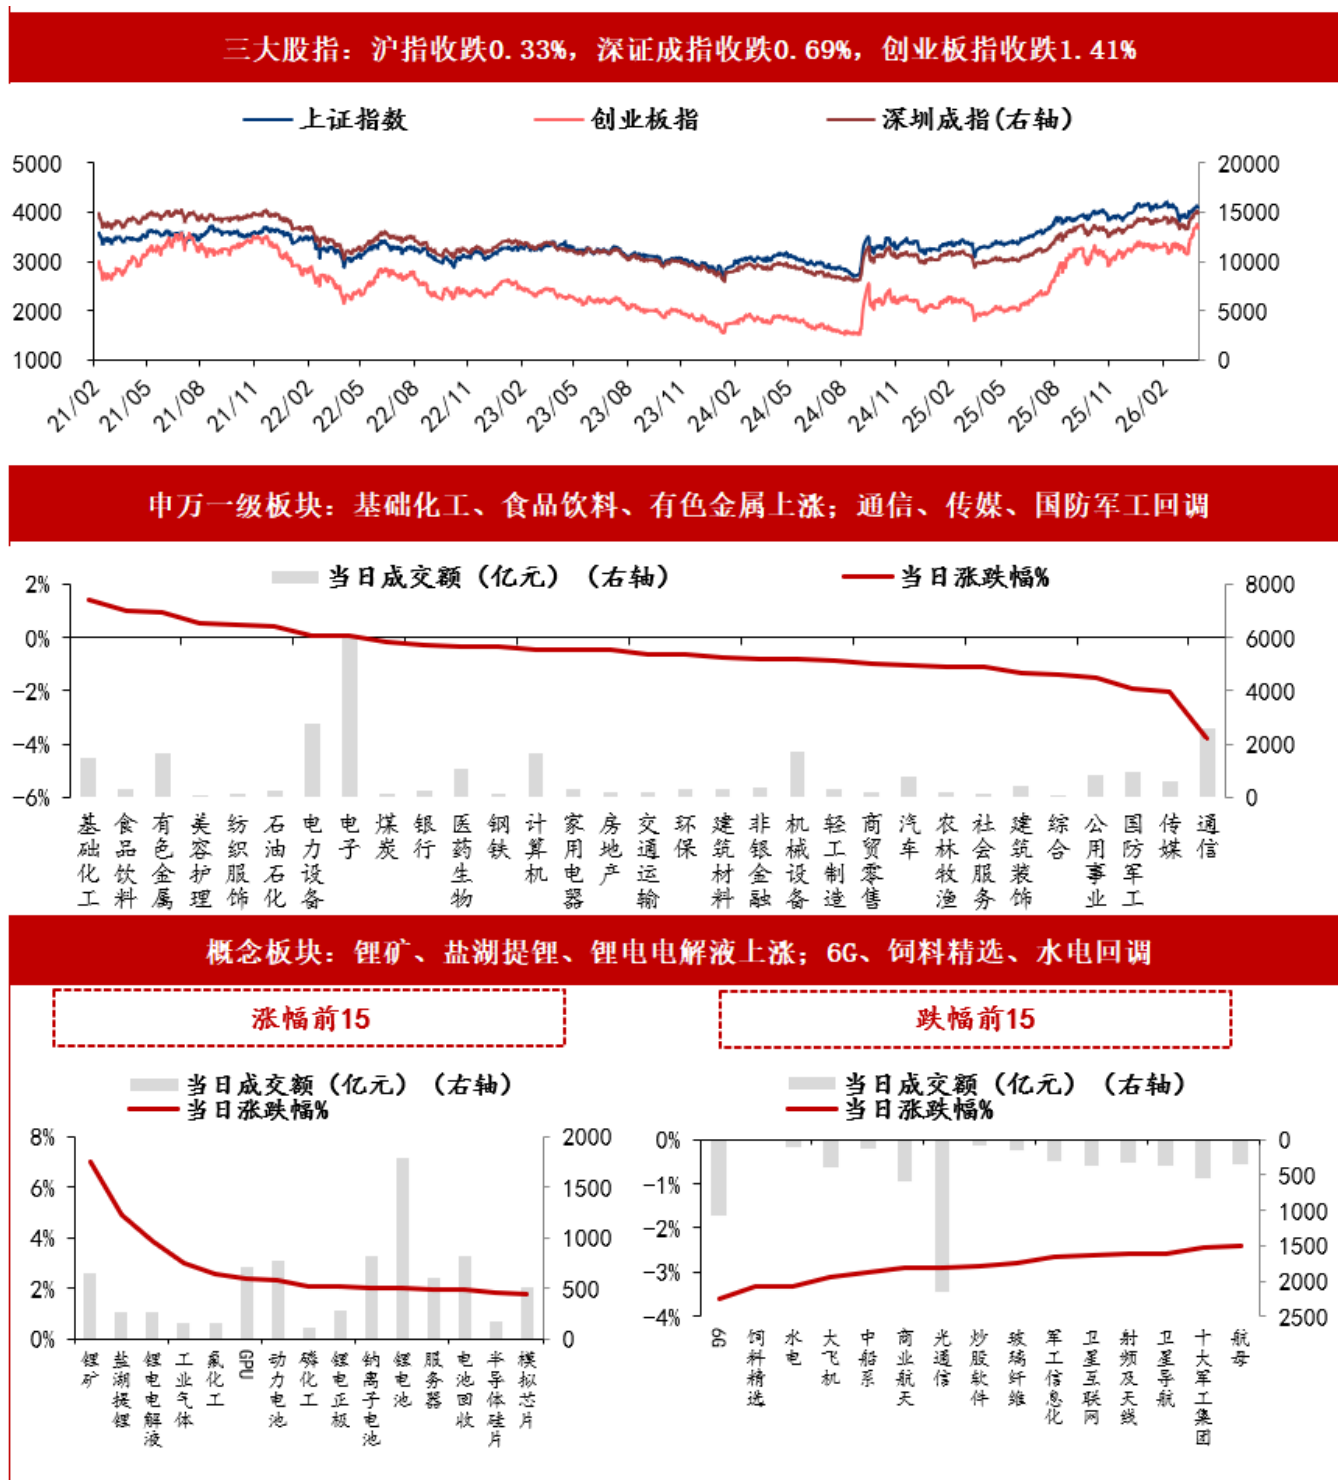 三大股指：沪指收跌0.33%，深证成指收跌0.69%，创业板指收跌1.41%
上证指数 创业板指 深圳成指(右轴)
5000 20000
4000 15000
3000 10000
2000 5000
1000 0
21/02 21/05 21/08 21/11 22/02 22/05 22/08 22/11 23/02 23/05 23/08 23/11 24/02 24/05 24/08 24/11 25/02 25/05 25/08 25/11 26/02
申万一级板块：基础化工、食品饮料、有色金属上涨；通信、传媒、国防军工回调
当日成交额（亿元）（右轴） 当日涨跌幅%
2% 8000
0% 6000
-2% 4000
-4% 2000
-6% 0
基础化工 食品饮料 有色金属 美容护理 纺织服饰 石油石化 电力设备 电子 煤炭 银行 医药生物 钢铁 计算机 家用电器 房地产 交通运输 环保 建筑材料 非银金融 机械设备 轻工制造 商贸零售 汽车 农林牧渔 社会服务 建筑装饰 综合 公用事业 国防军工 传媒 通信
概念板块：锂矿、盐湖提锂、锂电电解液上涨；6G、饲料精选、水电回调
涨幅前15
当日成交额（亿元）（右轴）
当日涨跌幅%
8% 2000
6% 1500
4% 1000
2% 500
0% 0
锂矿 盐湖提锂 锂电电解液 工业气体 氟化工 GPU 动力电池 磷化工 锂电正极 钠离子电池 锂电池 服务器 电池回收 半导体硅片 模拟芯片
跌幅前15
当日成交额（亿元）（右轴）
当日涨跌幅%
0% 0
-1% 500
-2% 1000
-3% 1500
-4% 2000
2500
6G 饲料精选 水电 大飞机 中船系 商业航天 光通信 炒股软件 玻璃纤维 军工信息化 卫星互联网 射频及天线 卫星导航 十大军工集团 航母